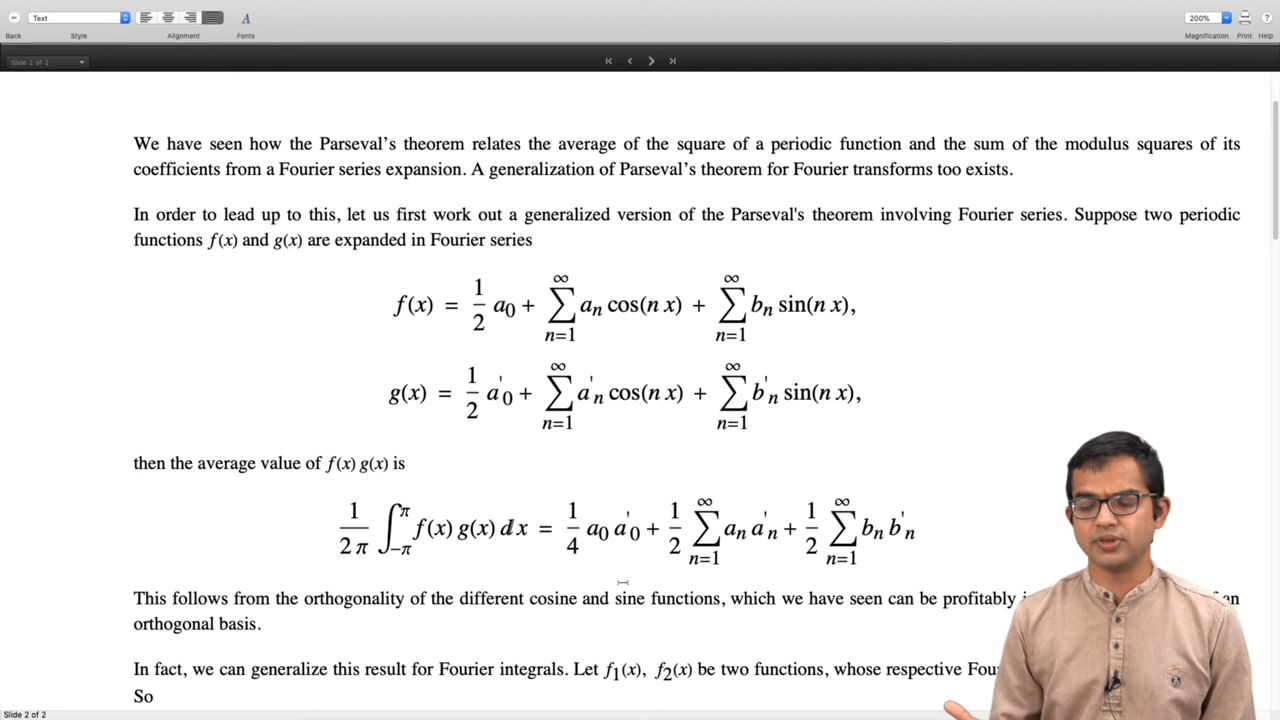 Text 200%
Back Style Alignment Fonts Magnification Print Help
Slide 2 of 2
We have seen how the Parseval's theorem relates the average of the square of a periodic function and the sum of the modulus squares of its
coefficients from a Fourier series expansion. A generalization of Parseval's theorem for Fourier transforms too exists.
In order to lead up to this, let us first work out a generalized version of the Parseval's theorem involving Fourier series. Suppose two periodic
functions f(x) and g(x) are expanded in Fourier series
f(x) = 1/2 a₀ + ∑_{n=1}^{∞} aₙ cos(n x) + ∑_{n=1}^{∞} bₙ sin(n x),
g(x) = 1/2 a'₀ + ∑_{n=1}^{∞} a'ₙ cos(n x) + ∑_{n=1}^{∞} b'ₙ sin(n x),
then the average value of f(x) g(x) is
1/(2 π) ∫_{-π}^{π} f(x) g(x) ⅆx = 1/4 a₀ a'₀ + 1/2 ∑_{n=1}^{∞} aₙ a'ₙ + 1/2 ∑_{n=1}^{∞} bₙ b'ₙ
This follows from the orthogonality of the different cosine and sine functions, which we have seen can be profitably
orthogonal basis.
In fact, we can generalize this result for Fourier integrals. Let f₁(x), f₂(x) be two functions, whose respective
So
Slide 2 of 2